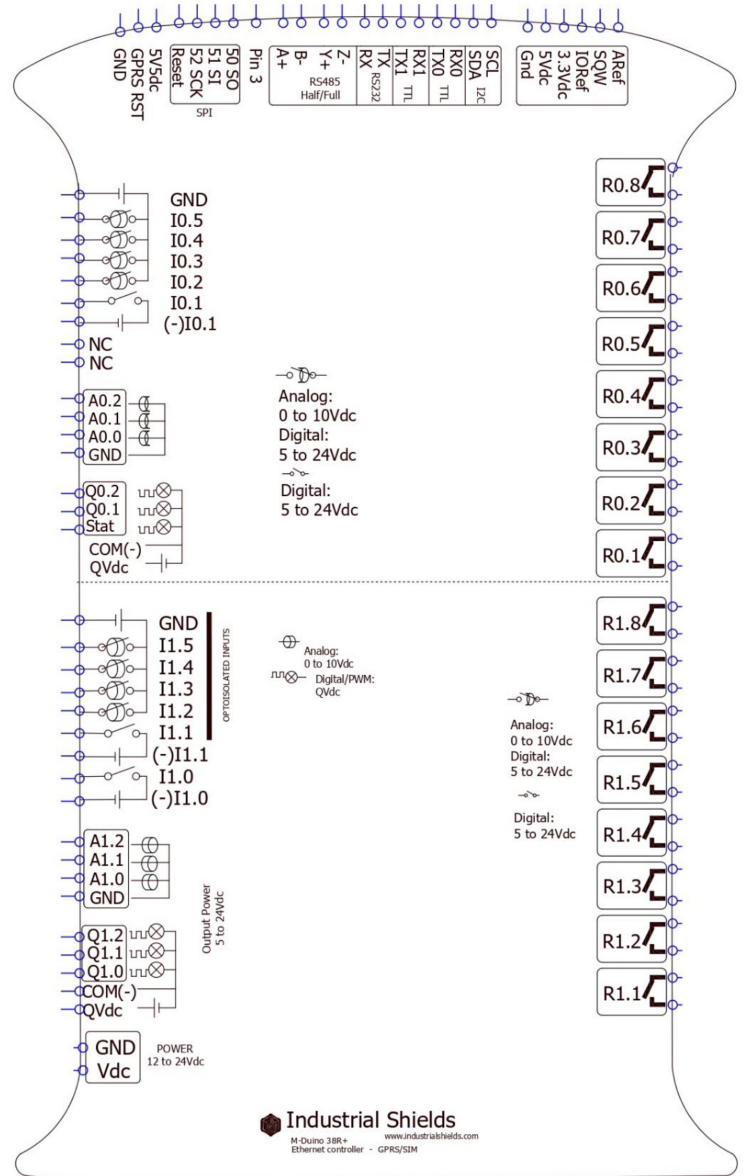 GND
GPRS RST
5V5dc
Reset
52 SCK
51 SI
50 SO
SPI
Pin 3
A+
B-
Y+
Z-
RS485
Half/Full
RX
TX
RS232
TX1
RX1
TTL
TX0
RX0
TTL
SDA
SCL
I2C
Gnd
5Vdc
3.3Vdc
IORef
SQW
ARef
GND
I0.5
I0.4
I0.3
I0.2
I0.1
(-)I0.1
NC
NC
A0.2
A0.1
A0.0
GND
Q0.2
Q0.1
Stat
COM(-)
QVdc
Analog:
0 to 10Vdc
Digital:
5 to 24Vdc
Digital:
5 to 24Vdc
R0.8
R0.7
R0.6
R0.5
R0.4
R0.3
R0.2
R0.1
GND
I1.5
I1.4
I1.3
I1.2
I1.1
(-)I1.1
I1.0
(-)I1.0
OPTOISOLATED INPUTS
A1.2
A1.1
A1.0
GND
Q1.2
Q1.1
Q1.0
COM(-)
QVdc
Output Power
5 to 24Vdc
GND
Vdc
POWER
12 to 24Vdc
Analog:
0 to 10Vdc
Digital/PWM:
QVdc
Analog:
0 to 10Vdc
Digital:
5 to 24Vdc
Digital:
5 to 24Vdc
R1.8
R1.7
R1.6
R1.5
R1.4
R1.3
R1.2
R1.1
Industrial Shields
www.industrialshields.com
M-Duino 38R+
Ethernet controller - GPRS/SIM